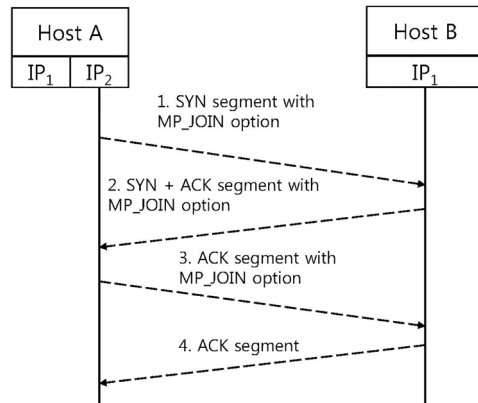 Host A
Host B
IP₁
IP₂
IP₁
1. SYN segment with
MP_JOIN option
2. SYN + ACK segment with
MP_JOIN option
3. ACK segment with
MP_JOIN option
4. ACK segment